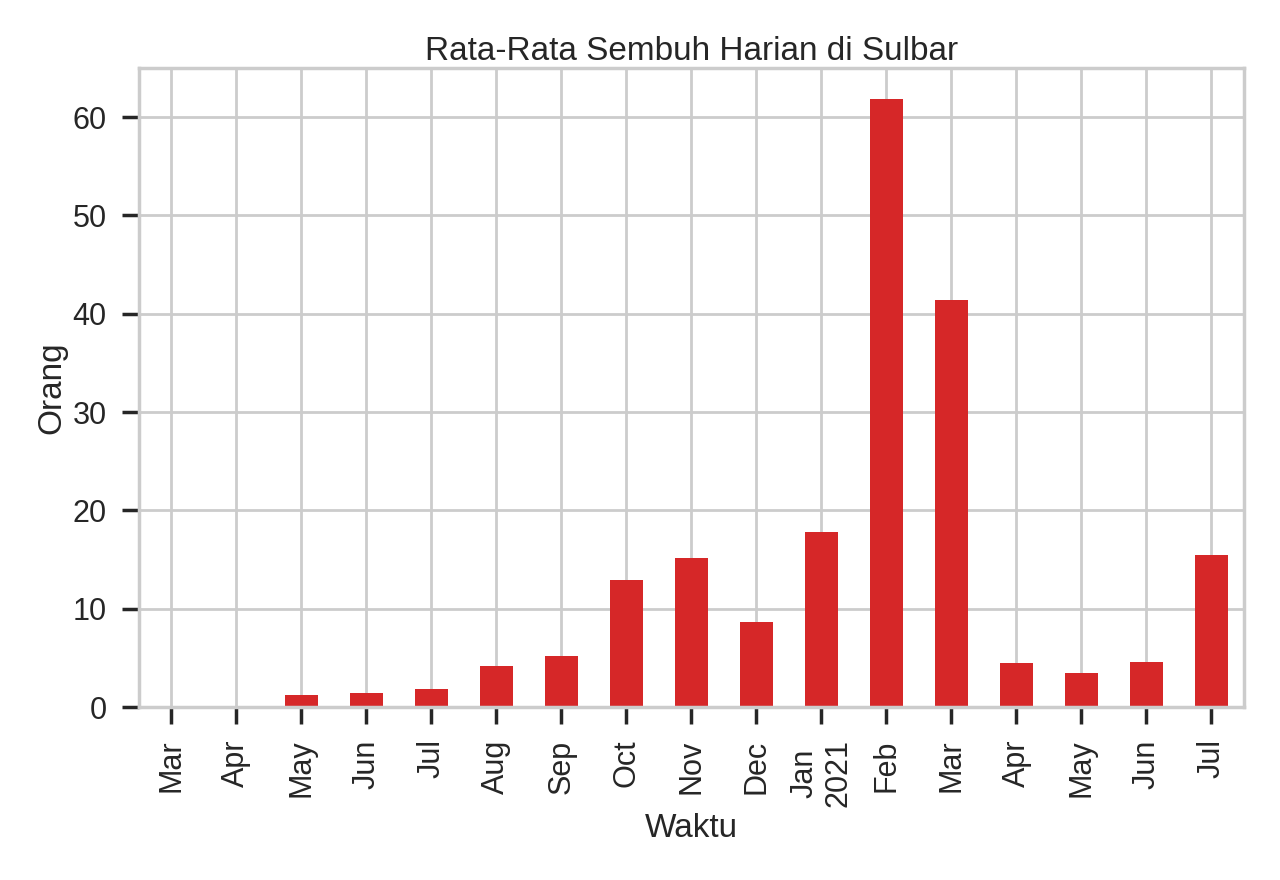 Rata-Rata Sembuh Harian di Sulbar
60
50
40
30
20
10
0
Orang
Mar
Apr
May
Jun
Jul
Aug
Sep
Oct
Nov
Dec
Jan
2021
Feb
Mar
Apr
May
Jun
Jul
Waktu